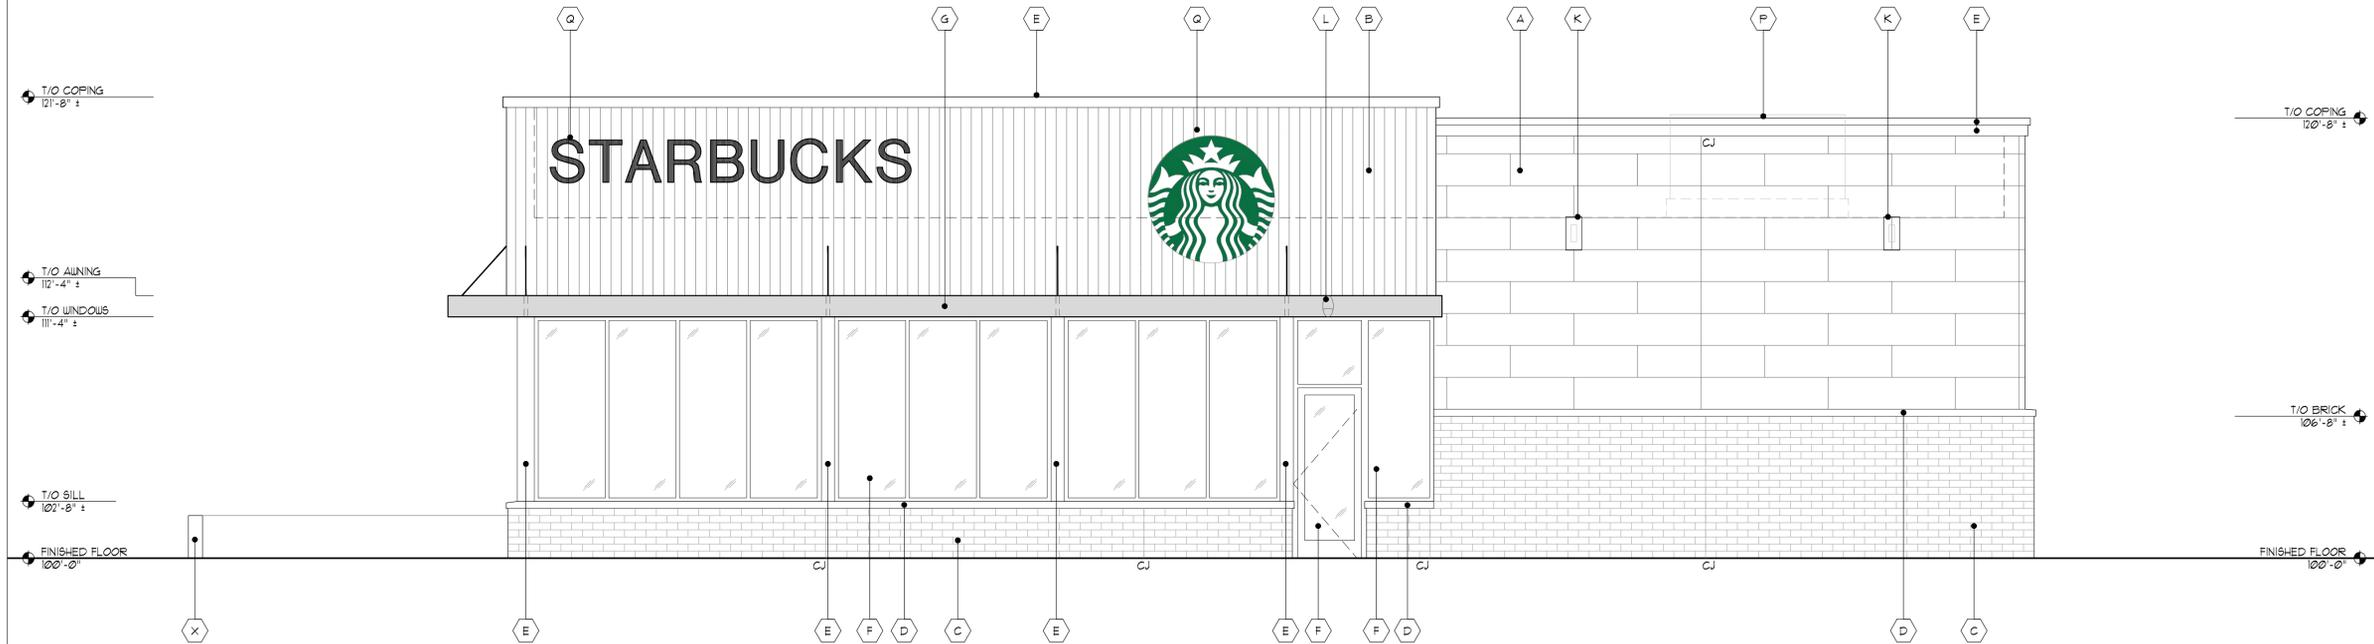 Q G E Q L B A K P K E
T/O COPING
121'-8" ±
T/O COPING
120'-8" ±
CJ
STARBUCKS
T/O AWNING
112'-4" ±
T/O WINDOWS
111'-4" ±
T/O BRICK
106'-8" ±
T/O SILL
102'-8" ±
FINISHED FLOOR
100'-0"
FINISHED FLOOR
100'-0"
CJ CJ CJ CJ
X E E F D C E E F F D D C